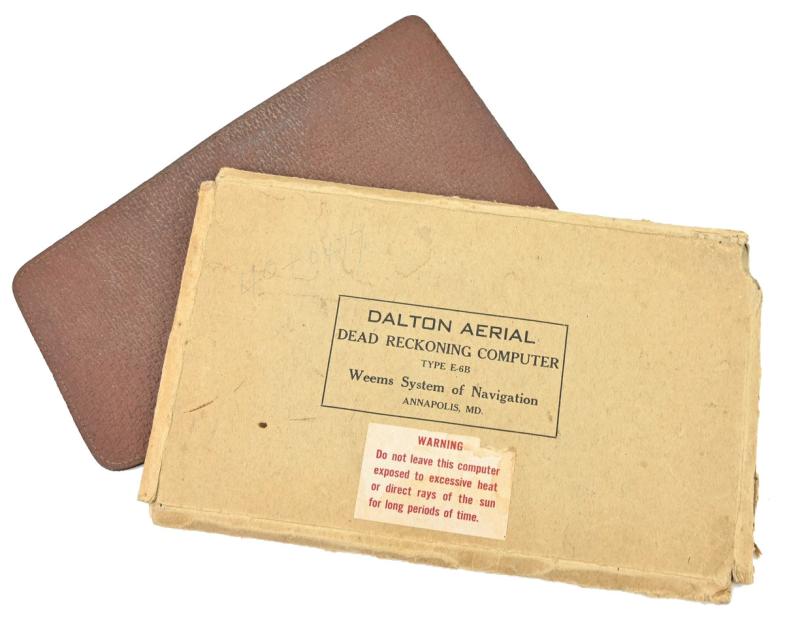 DALTON AERIAL
DEAD RECKONING COMPUTER
TYPE E-6B
Weems System of Navigation
ANNAPOLIS, MD.
WARNING
Do not leave this computer
exposed to excessive heat
or direct rays of the sun
for long periods of time.